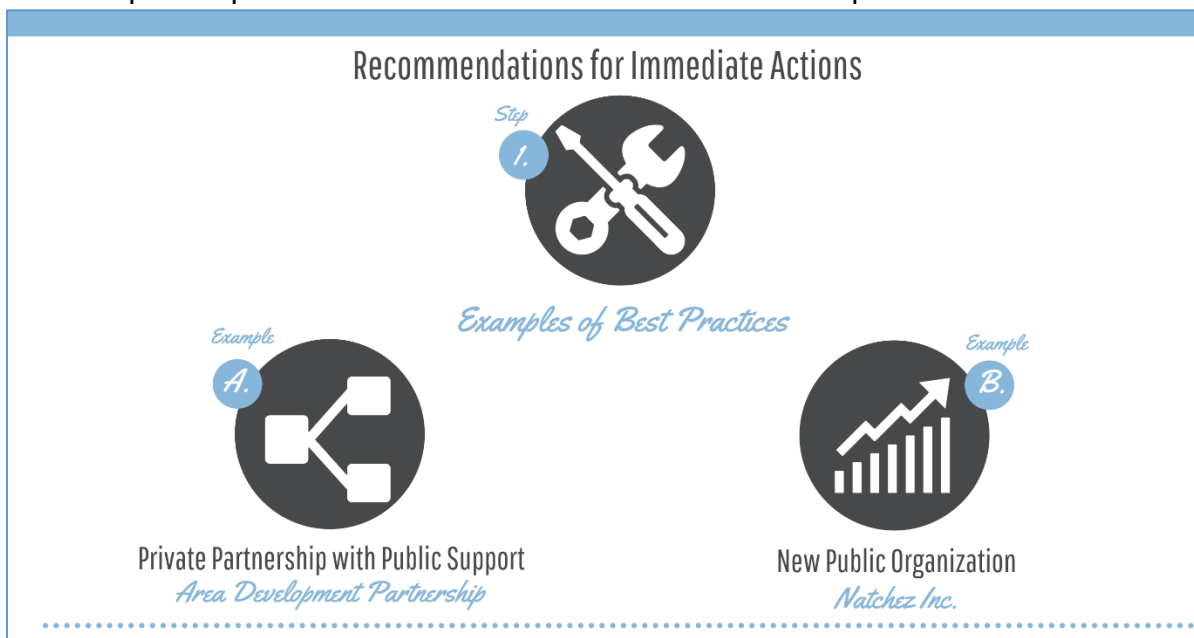 Recommendations for Immediate Actions
Step
1.
Examples of Best Practices
Example
A.
Private Partnership with Public Support
Area Development Partnership
Example
B.
New Public Organization
Natchez Inc.